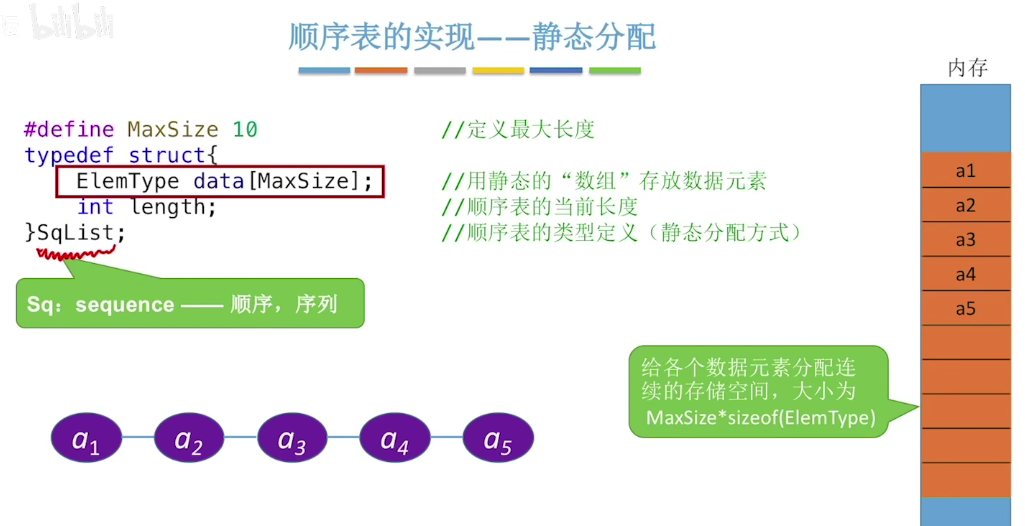 bilibili
顺序表的实现——静态分配
内存
#define MaxSize 10 //定义最大长度
typedef struct{
ElemType data[MaxSize]; //用静态的“数组”存放数据元素
int length; //顺序表的当前长度
}SqList; //顺序表的类型定义（静态分配方式）
Sq：sequence —— 顺序，序列
a1
a2
a3
a4
a5
给各个数据元素分配连
续的存储空间，大小为
MaxSize*sizeof(ElemType)
a1 a2 a3 a4 a5